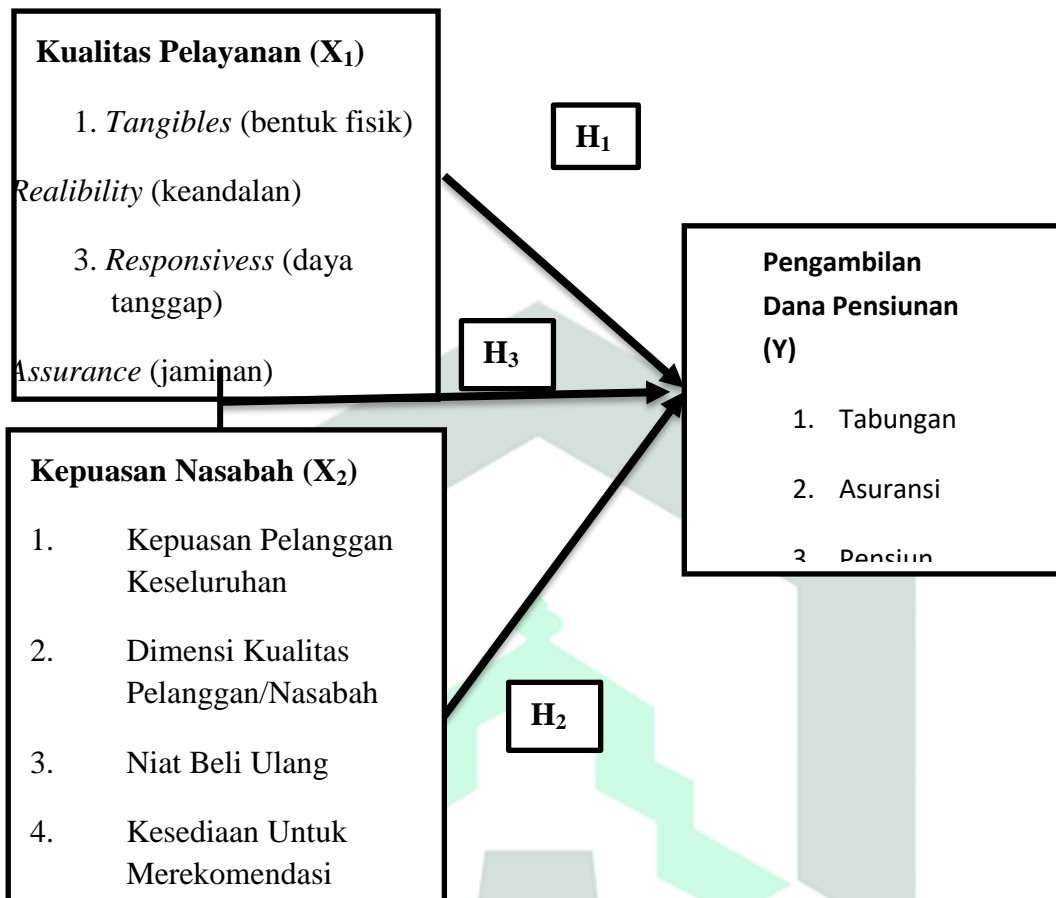 Kualitas Pelayanan (X₁)
1. Tangibles (bentuk fisik)
Realibility (keandalan)
3. Responsivess (daya
tanggap)
Assurance (jaminan)
H₁
H₃
Pengambilan
Dana Pensiunan
(Y)
1. Tabungan
2. Asuransi
3 Pensiun
Kepuasan Nasabah (X₂)
1. Kepuasan Pelanggan
Keseluruhan
2. Dimensi Kualitas
Pelanggan/Nasabah
3. Niat Beli Ulang
4. Kesediaan Untuk
Merekomendasi
H₂